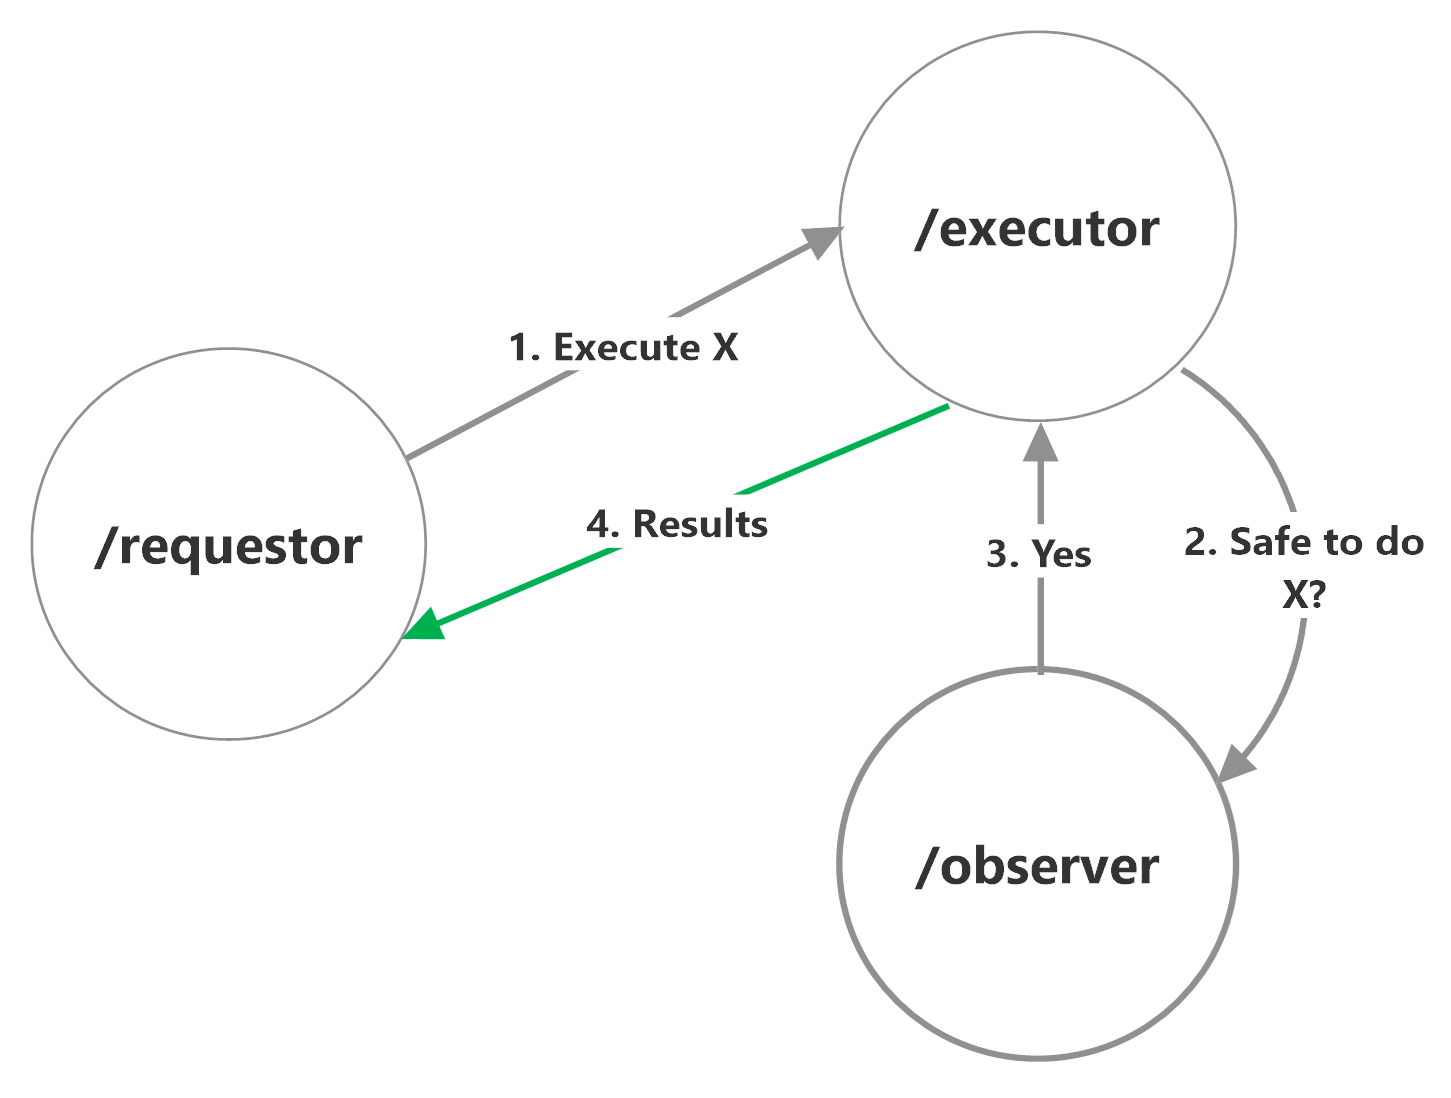 /executor
1. Execute X
4. Results
/requestor
2. Safe to do
X?
3. Yes
/observer